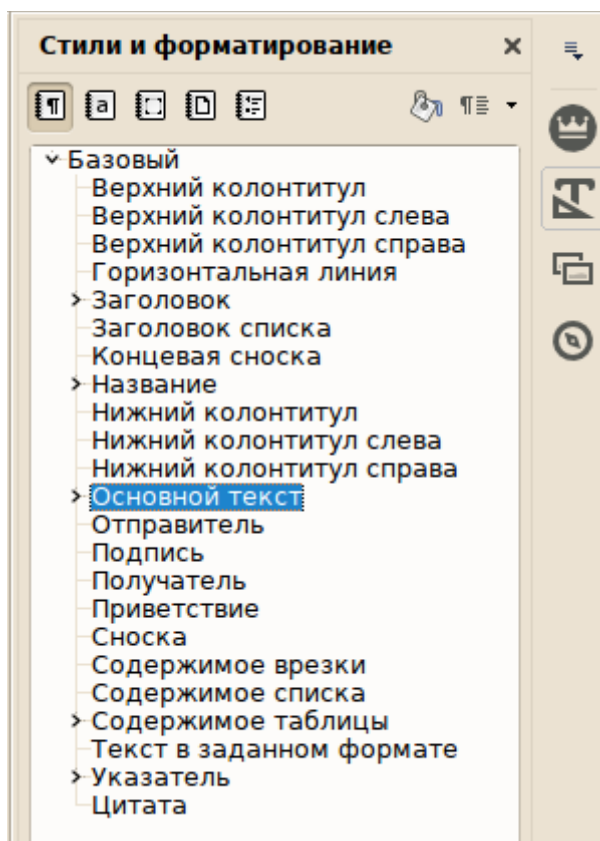 Стили и форматирование
Базовый
Верхний колонтитул
Верхний колонтитул слева
Верхний колонтитул справа
Горизонтальная линия
Заголовок
Заголовок списка
Концевая сноска
Название
Нижний колонтитул
Нижний колонтитул слева
Нижний колонтитул справа
Основной текст
Отправитель
Подпись
Получатель
Приветствие
Сноска
Содержимое врезки
Содержимое списка
Содержимое таблицы
Текст в заданном формате
Указатель
Цитата